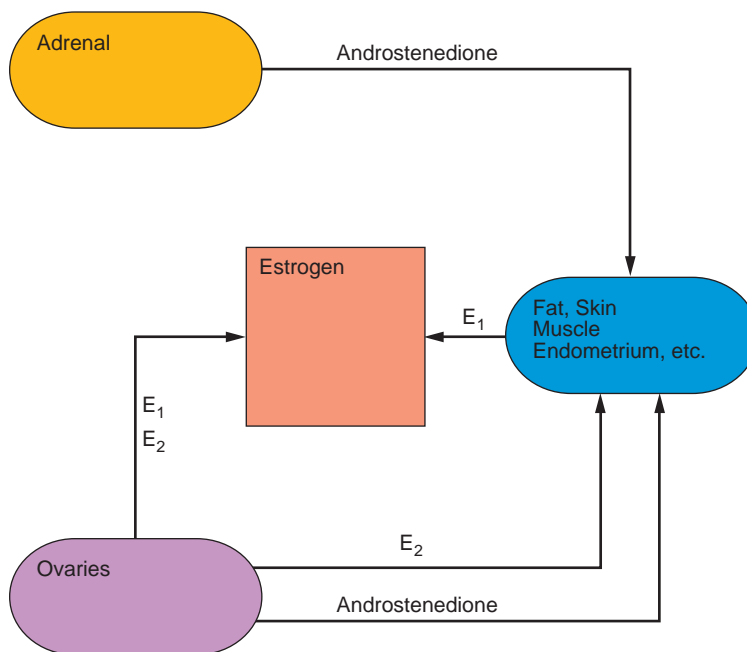 Adrenal
Androstenedione
Estrogen
E₁
Fat, Skin
Muscle
Endometrium, etc.
E₁
E₂
E₂
Ovaries
Androstenedione